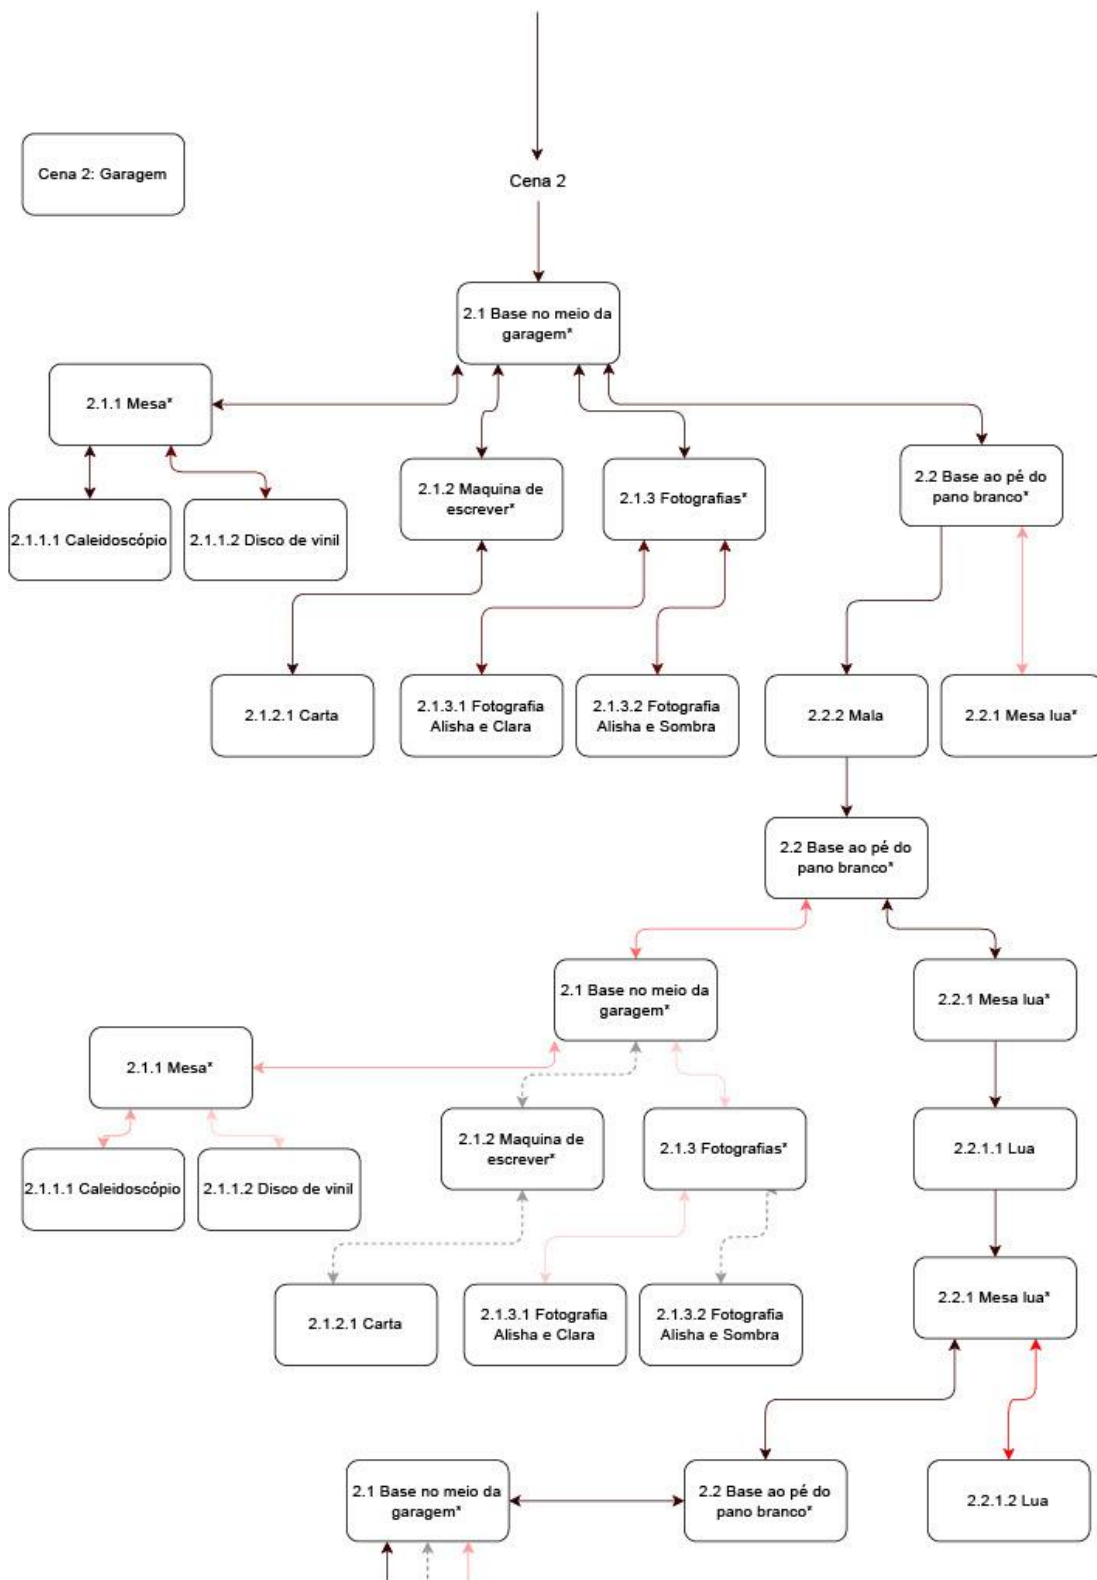 Cena 2: Garagem
Cena 2
2.1 Base no meio da
garagem*
2.1.1 Mesa*
2.1.2 Maquina de
escrever*
2.1.3 Fotografias*
2.2 Base ao pé do
pano branco*
2.1.1.1 Caleidoscópio
2.1.1.2 Disco de vinil
2.1.2.1 Carta
2.1.3.1 Fotografia
Alisha e Clara
2.1.3.2 Fotografia
Alisha e Sombra
2.2.2 Mala
2.2.1 Mesa lua*
2.2 Base ao pé do
pano branco*
2.1 Base no meio da
garagem*
2.2.1 Mesa lua*
2.1.1 Mesa*
2.1.2 Maquina de
escrever*
2.1.3 Fotografias*
2.2.1.1 Lua
2.1.1.1 Caleidoscópio
2.1.1.2 Disco de vinil
2.1.2.1 Carta
2.1.3.1 Fotografia
Alisha e Clara
2.1.3.2 Fotografia
Alisha e Sombra
2.2.1 Mesa lua*
2.1 Base no meio da
garagem*
2.2 Base ao pé do
pano branco*
2.2.1.2 Lua